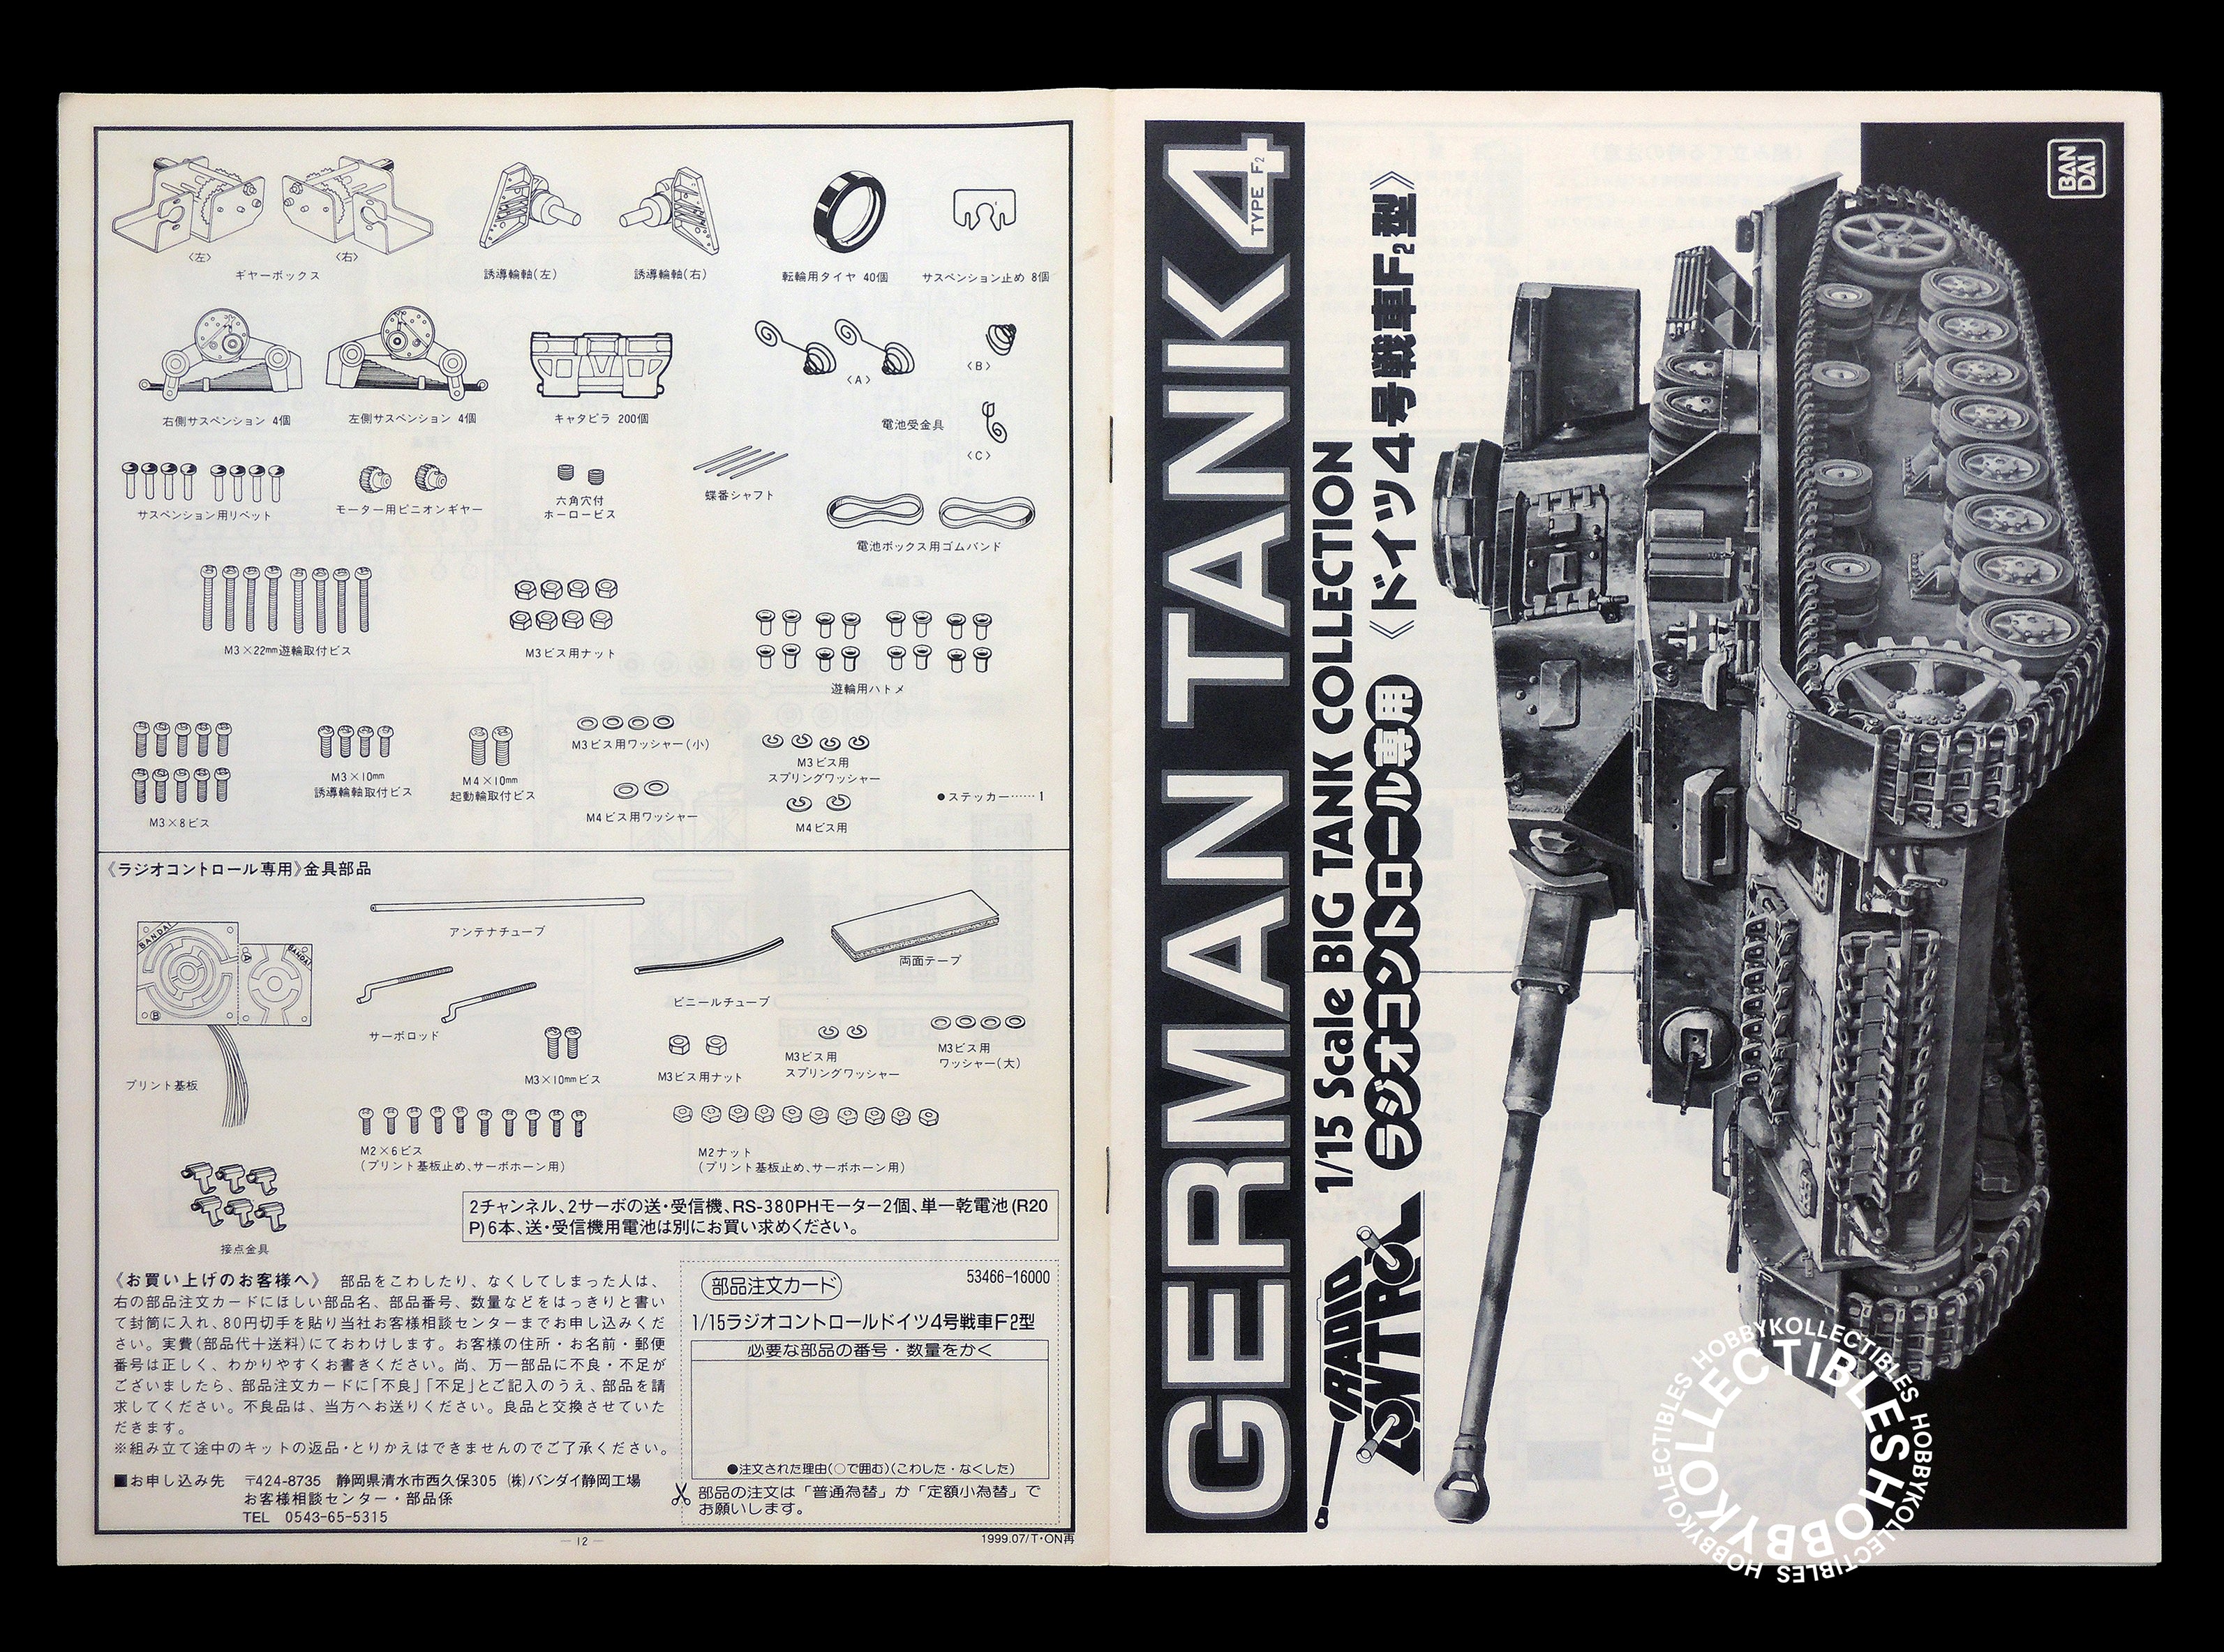 〈左〉
〈右〉
ギヤーボックス
誘導輪軸(左)
誘導輪軸(右)
転輪用タイヤ 40個
サスペンション止め 8個
右側サスペンション 4個
左側サスペンション 4個
キャタピラ 200個
〈A〉
〈B〉
電池受金具
〈C〉
サスペンション用リベット
モーター用ピニオンギヤー
六角穴付
ホーロービス
蝶番シャフト
電池ボックス用ゴムバンド
M3×22mm遊輪取付ビス
M3ビス用ナット
遊輪用ハトメ
M3×8ビス
M3×10mm
誘導輪軸取付ビス
M4×10mm
起動輪取付ビス
M3ビス用ワッシャー(小)
M4ビス用ワッシャー
M3ビス用
スプリングワッシャー
M4ビス用
●ステッカー……1
《ラジオコントロール専用》金具部品
BANDAI
BANDAI
Ⓐ
Ⓑ
プリント基板
アンテナチューブ
サーボロッド
ビニールチューブ
両面テープ
M3×10mmビス
M3ビス用ナット
M3ビス用
スプリングワッシャー
M3ビス用
ワッシャー(大)
M2×6ビス
(プリント基板止め、サーボホーン用)
M2ナット
(プリント基板止め、サーボホーン用)
接点金具
2チャンネル、2サーボの送・受信機、RS-380PHモーター2個、単一乾電池(R20
P)6本、送・受信機用電池は別にお買い求めください。
《お買い上げのお客様へ》 部品をこわしたり、なくしてしまった人は、
右の部品注文カードにほしい部品名、部品番号、数量などをはっきりと書い
て封筒に入れ、80円切手を貼り当社お客様相談センターまでお申し込みくだ
さい。実費(部品代+送料)にておわけします。お客様の住所・お名前・郵便
番号は正しく、わかりやすくお書きください。尚、万一部品に不良・不足が
ございましたら、部品注文カードに「不良」「不足」とご記入のうえ、部品を請
求してください。不良品は、当方へお送りください。良品と交換させていた
だきます。
※組み立て途中のキットの返品・とりかえはできませんのでご了承ください。
■お申し込み先 〒424-8735 静岡県清水市西久保305 (株)バンダイ静岡工場
お客様相談センター・部品係
TEL 0543-65-5315
部品注文カード
53466-16000
1/15ラジオコントロールドイツ4号戦車F2型
必要な部品の番号・数量をかく
●注文された理由(○で囲む)(こわした・なくした)
部品の注文は「普通為替」か「定額小為替」で
お願いします。
— 12 —
1999.07/T・ON再
GERMAN TANK 4
TYPE F2
RADIO CONTROL
1/15 Scale BIG TANK COLLECTION
ラジオコントロール専用《ドイツ4号戦車F2型》
BAN
DAI
HOBBYKOLLECTIBLES HOBBYKOLLECTIBLES HOBBYKOLLECTIBLES HOBBYKOLLECTIBLES
HOBBYKOLLECTIBLES